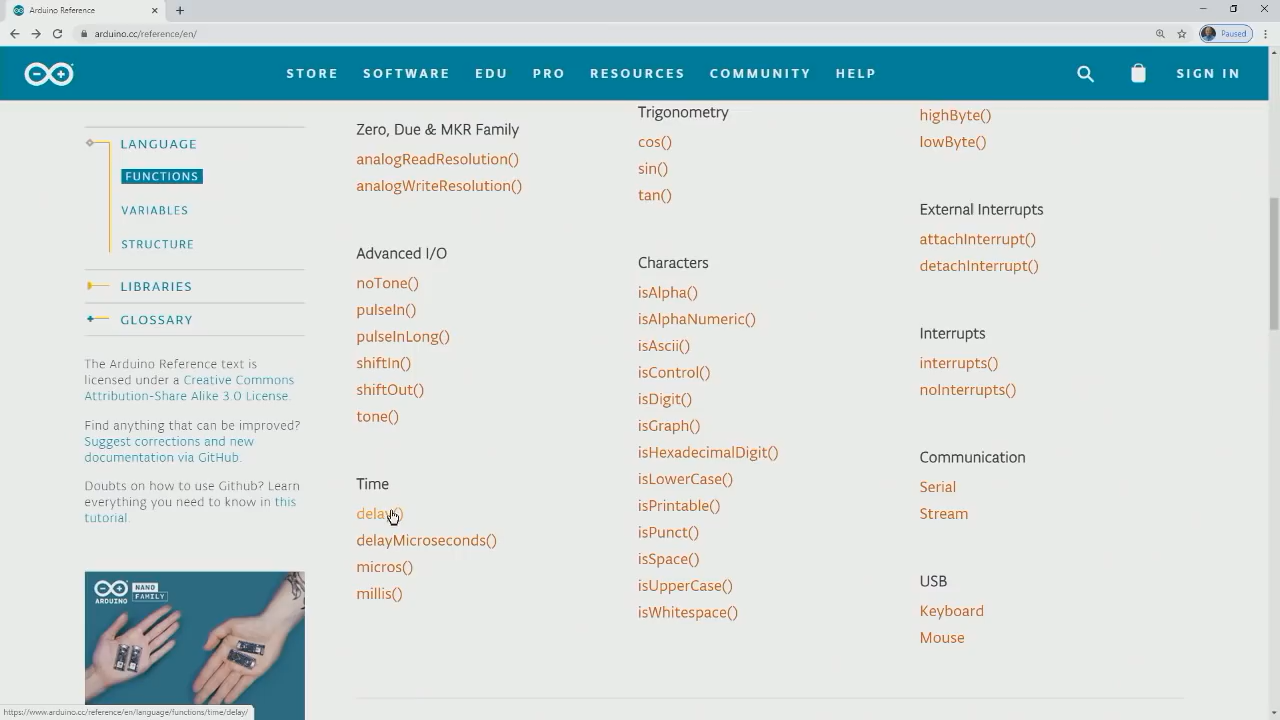 Arduino Reference
arduino.cc/reference/en/
Paused
STORE SOFTWARE EDU PRO RESOURCES COMMUNITY HELP
SIGN IN
LANGUAGE
FUNCTIONS
VARIABLES
STRUCTURE
LIBRARIES
GLOSSARY
The Arduino Reference text is
licensed under a Creative Commons
Attribution-Share Alike 3.0 License.
Find anything that can be improved?
Suggest corrections and new
documentation via GitHub.
Doubts on how to use Github? Learn
everything you need to know in this
tutorial.
ARDUINO
NANO
FAMILY
Zero, Due & MKR Family
analogReadResolution()
analogWriteResolution()
Advanced I/O
noTone()
pulseIn()
pulseInLong()
shiftIn()
shiftOut()
tone()
Time
delay()
delayMicroseconds()
micros()
millis()
Trigonometry
cos()
sin()
tan()
Characters
isAlpha()
isAlphaNumeric()
isAscii()
isControl()
isDigit()
isGraph()
isHexadecimalDigit()
isLowerCase()
isPrintable()
isPunct()
isSpace()
isUpperCase()
isWhitespace()
highByte()
lowByte()
External Interrupts
attachInterrupt()
detachInterrupt()
Interrupts
interrupts()
noInterrupts()
Communication
Serial
Stream
USB
Keyboard
Mouse
https://www.arduino.cc/reference/en/language/functions/time/delay/